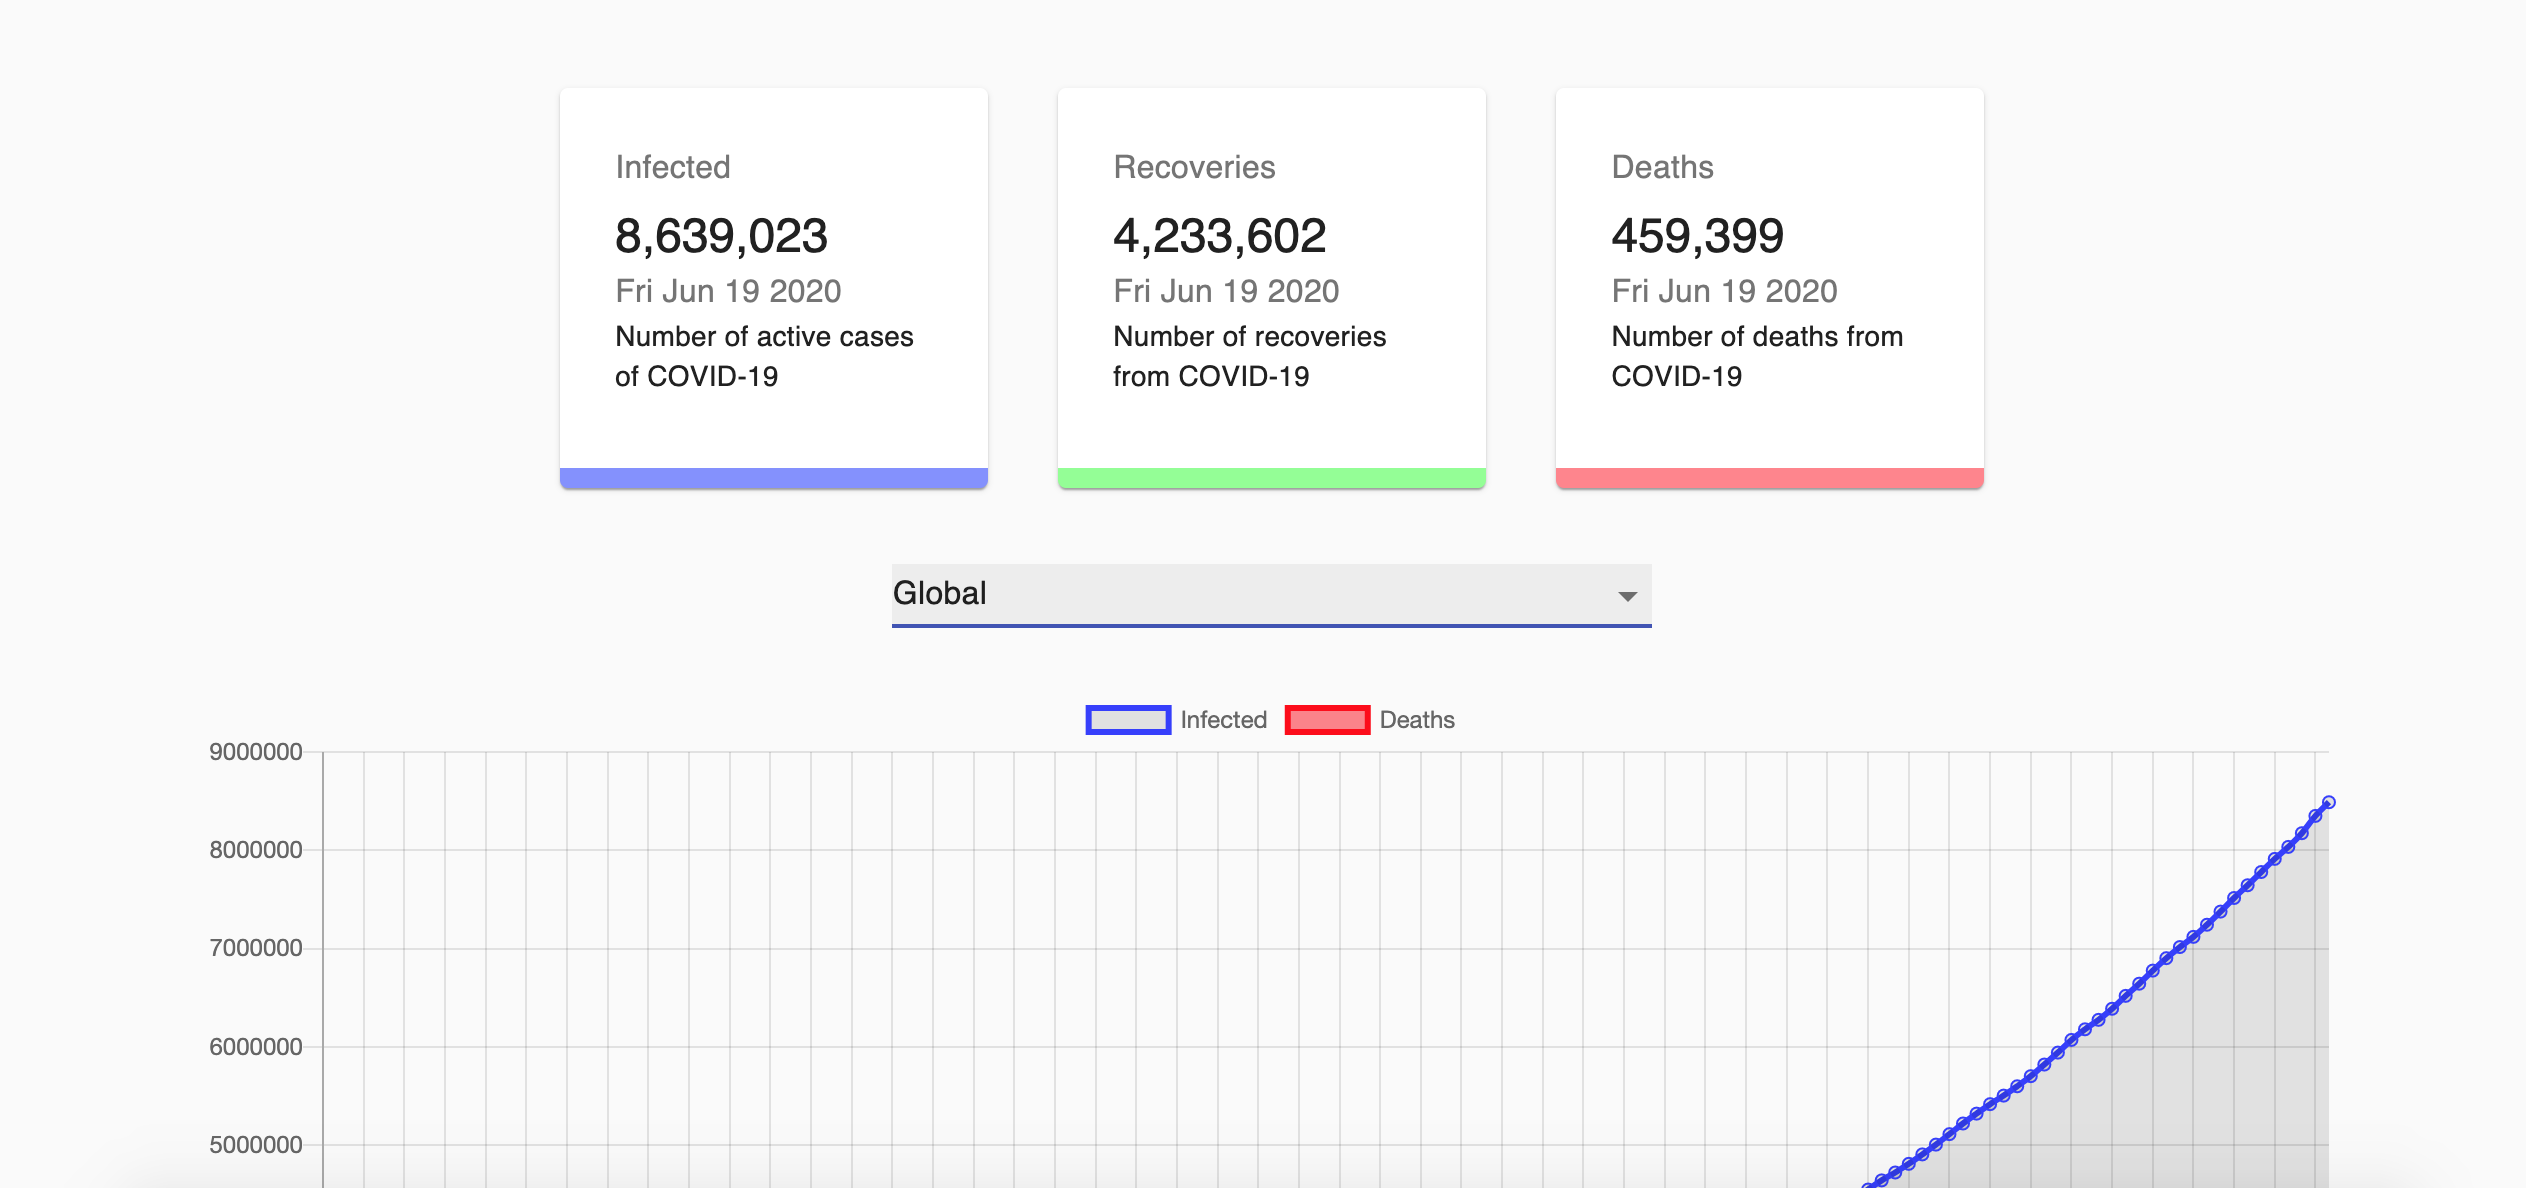 Infected
8,639,023
Fri Jun 19 2020
Number of active cases
of COVID-19
Recoveries
4,233,602
Fri Jun 19 2020
Number of recoveries
from COVID-19
Deaths
459,399
Fri Jun 19 2020
Number of deaths from
COVID-19
Global
Infected Deaths
9000000
8000000
7000000
6000000
5000000